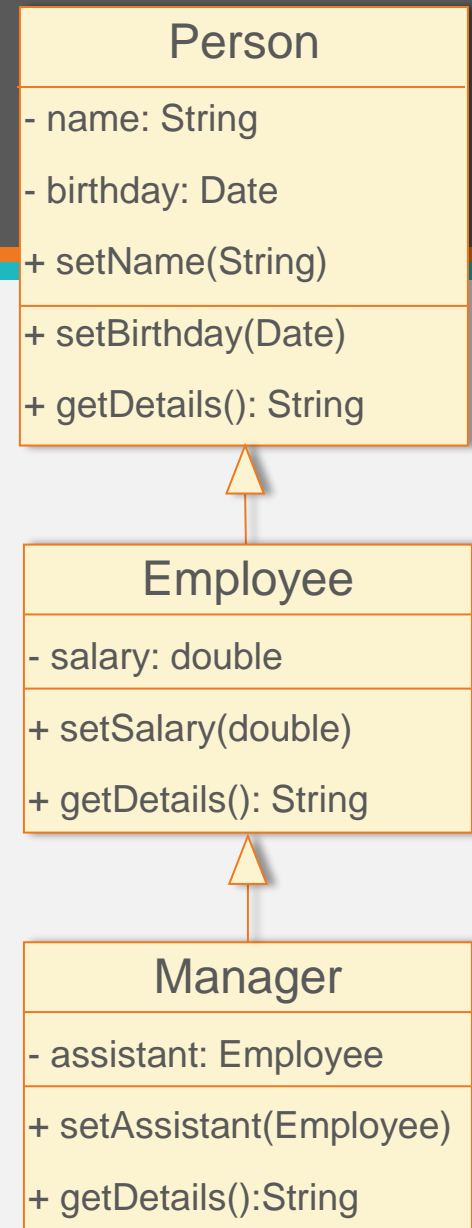 Person
- name: String
- birthday: Date
+ setName(String)
+ setBirthday(Date)
+ getDetails(): String
Employee
- salary: double
+ setSalary(double)
+ getDetails(): String
Manager
- assistant: Employee
+ setAssistant(Employee)
+ getDetails():String